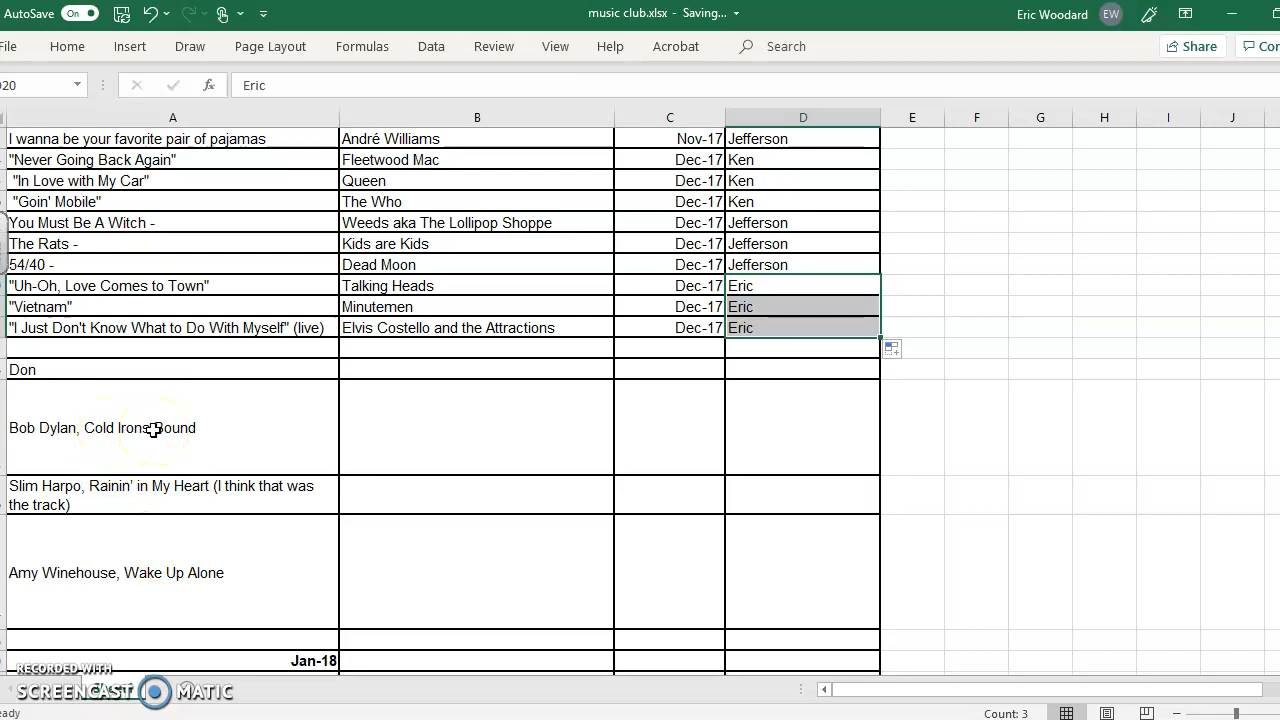 AutoSave On music club.xlsx - Saving... Eric Woodard EW
File Home Insert Draw Page Layout Formulas Data Review View Help Acrobat Search Share
D20 fx Eric
A B C D E F G H I J
I wanna be your favorite pair of pajamas André Williams Nov-17 Jefferson
"Never Going Back Again" Fleetwood Mac Dec-17 Ken
"In Love with My Car" Queen Dec-17 Ken
"Goin' Mobile" The Who Dec-17 Ken
You Must Be A Witch - Weeds aka The Lollipop Shoppe Dec-17 Jefferson
The Rats - Kids are Kids Dec-17 Jefferson
54/40 - Dead Moon Dec-17 Jefferson
"Uh-Oh, Love Comes to Town" Talking Heads Dec-17 Eric
"Vietnam" Minutemen Dec-17 Eric
"I Just Don't Know What to Do With Myself" (live) Elvis Costello and the Attractions Dec-17 Eric
Don
Bob Dylan, Cold Irons Bound
Slim Harpo, Rainin' in My Heart (I think that was
the track)
Amy Winehouse, Wake Up Alone
Jan-18
RECORDED WITH
SCREENCAST MATIC
Count: 3